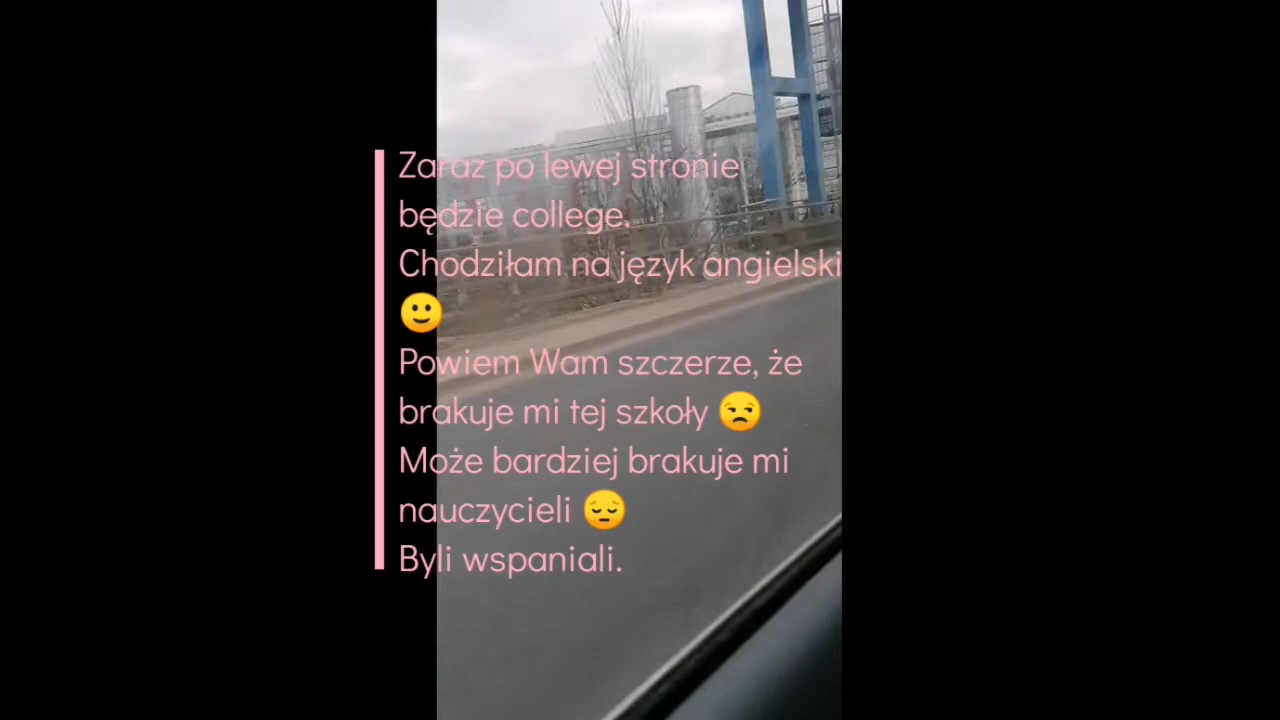 Zaraz po lewej stronie
będzie college.
Chodziłam na język angielski
🙂
Powiem Wam szczerze, że
brakuje mi tej szkoły 😒
Może bardziej brakuje mi
nauczycieli 😔
Byli wspaniali.